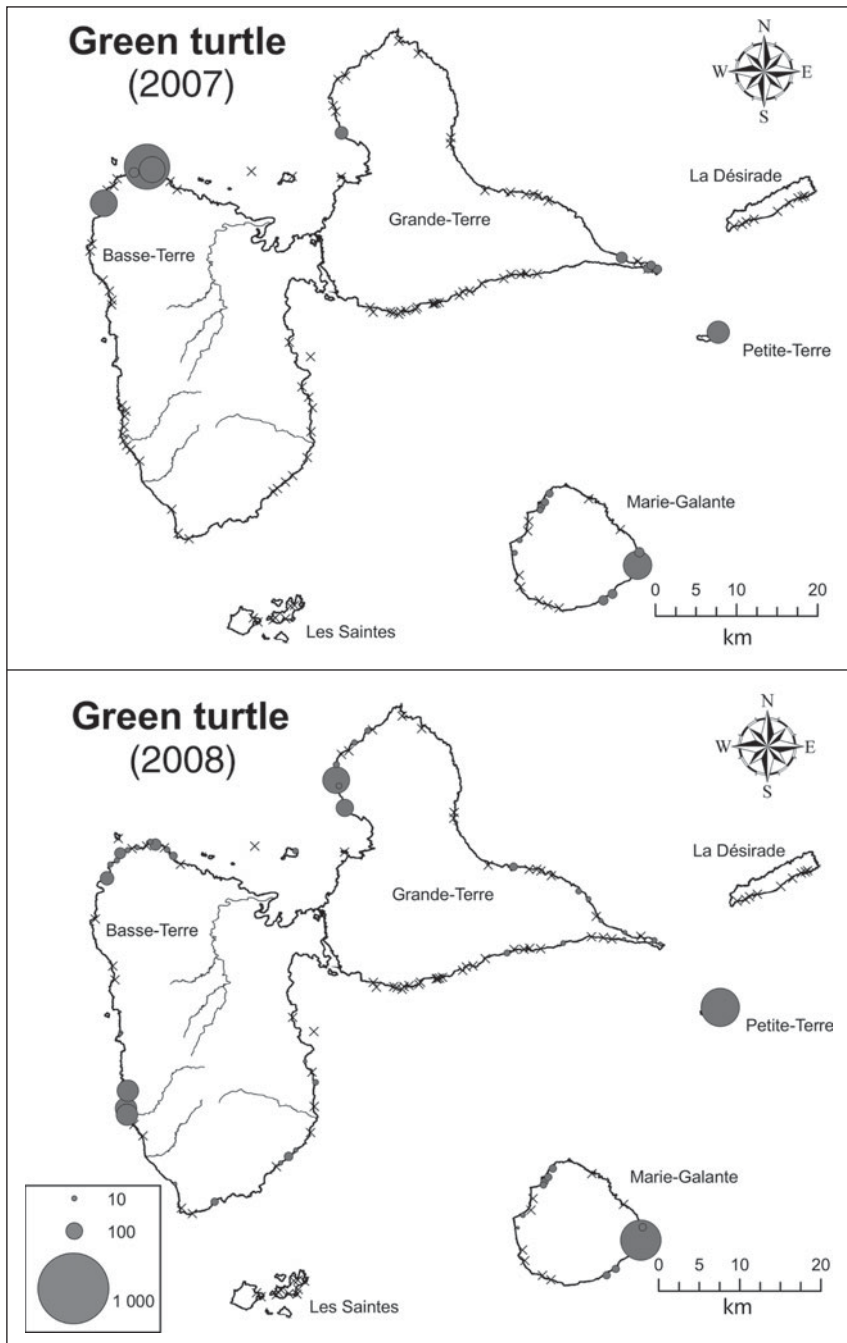 Green turtle
(2007)
N
W
E
S
La Désirade
Grande-Terre
Basse-Terre
Petite-Terre
Marie-Galante
0 5 10 20
km
Les Saintes
Green turtle
(2008)
N
W
E
S
La Désirade
Grande-Terre
Basse-Terre
Petite-Terre
Marie-Galante
10
100
1 000
0 5 10 20
km
Les Saintes